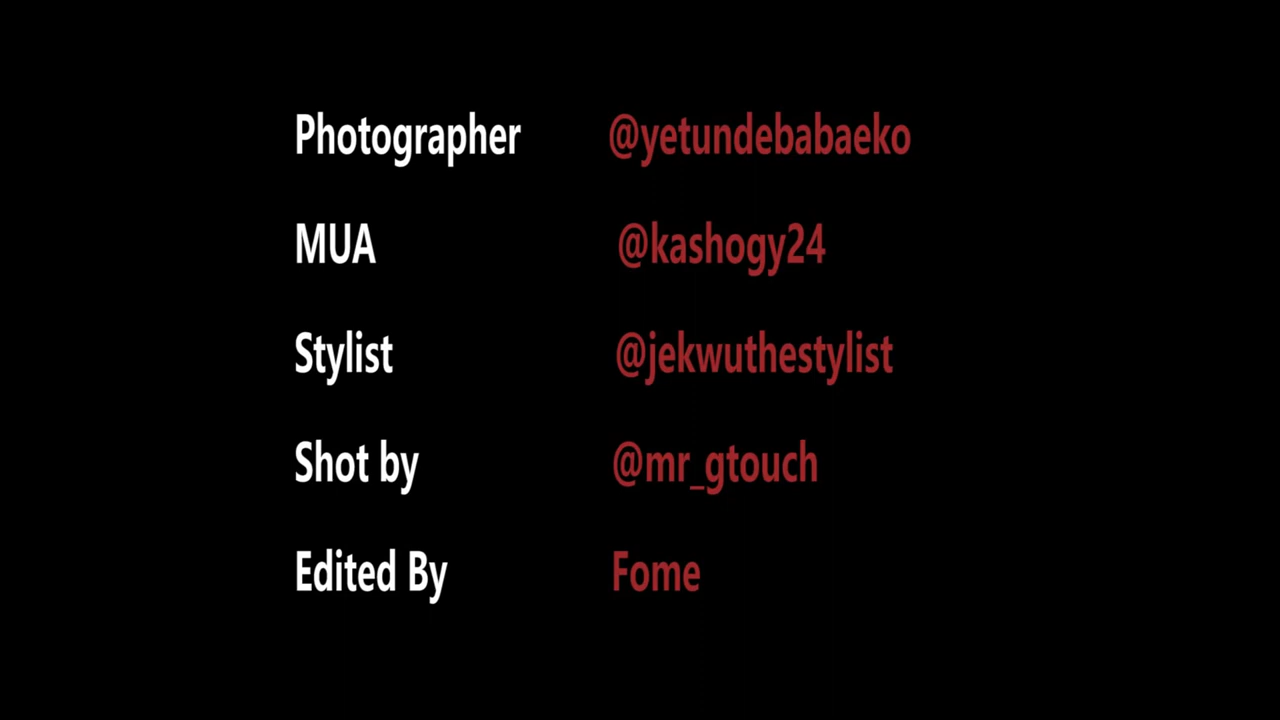 Photographer @yetundebabaeko
MUA @kashogy24
Stylist @jekwuthestylist
Shot by @mr_gtouch
Edited By Fome